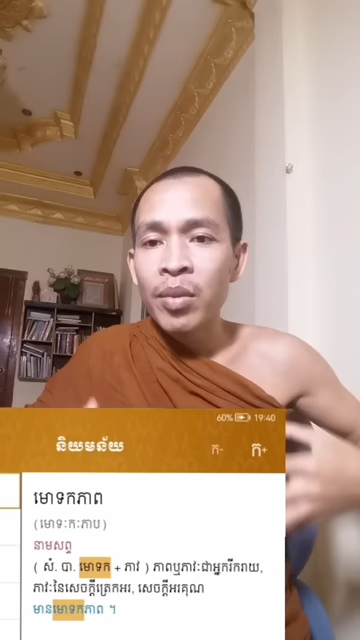 60% 19:40
និយមន័យ ក- ក+
មោទកភាព
(មោទៈកៈភាប)
នាមសព្ទ
( សំ. បា. មោទក + ភាវ ) ភាពឬភាវៈជាអ្នករីករាយ,
ភាវៈនៃសេចក្ដីត្រេកអរ, សេចក្ដីអរគុណ
មានមោទកភាព ។